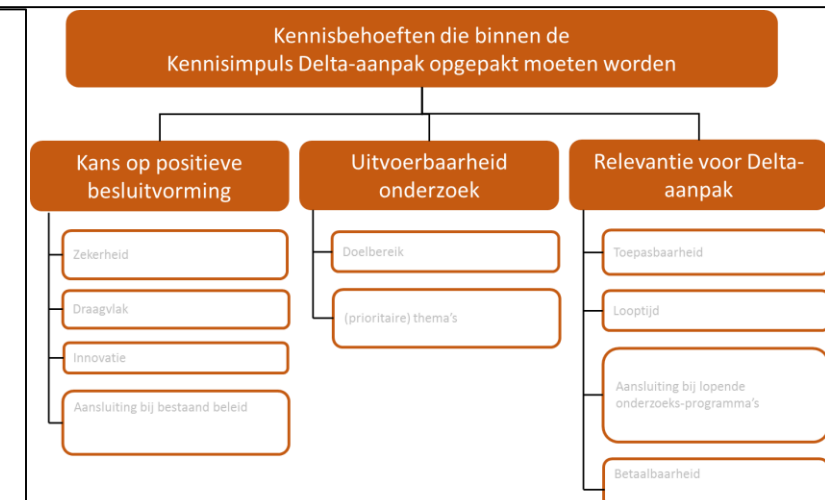 Kennisbehoeften die binnen de
Kennisimpuls Delta-aanpak opgepakt moeten worden
Kans op positieve
besluitvorming
Zekerheid
Draagvlak
Innovatie
Aansluiting bij bestaand beleid
Uitvoerbaarheid
onderzoek
Doelbereik
(prioritaire) thema's
Relevantie voor Delta-
aanpak
Toepasbaarheid
Looptijd
Aansluiting bij lopende
onderzoeks-programma's
Betaalbaarheid